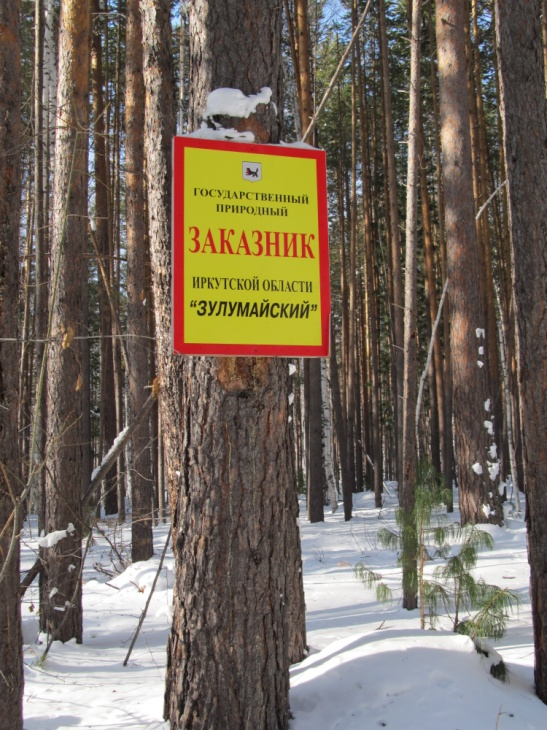 ГОСУДАРСТВЕННЫЙ
ПРИРОДНЫЙ
ЗАКАЗНИК
ИРКУТСКОЙ ОБЛАСТИ
"ЗУЛУМАЙСКИЙ"